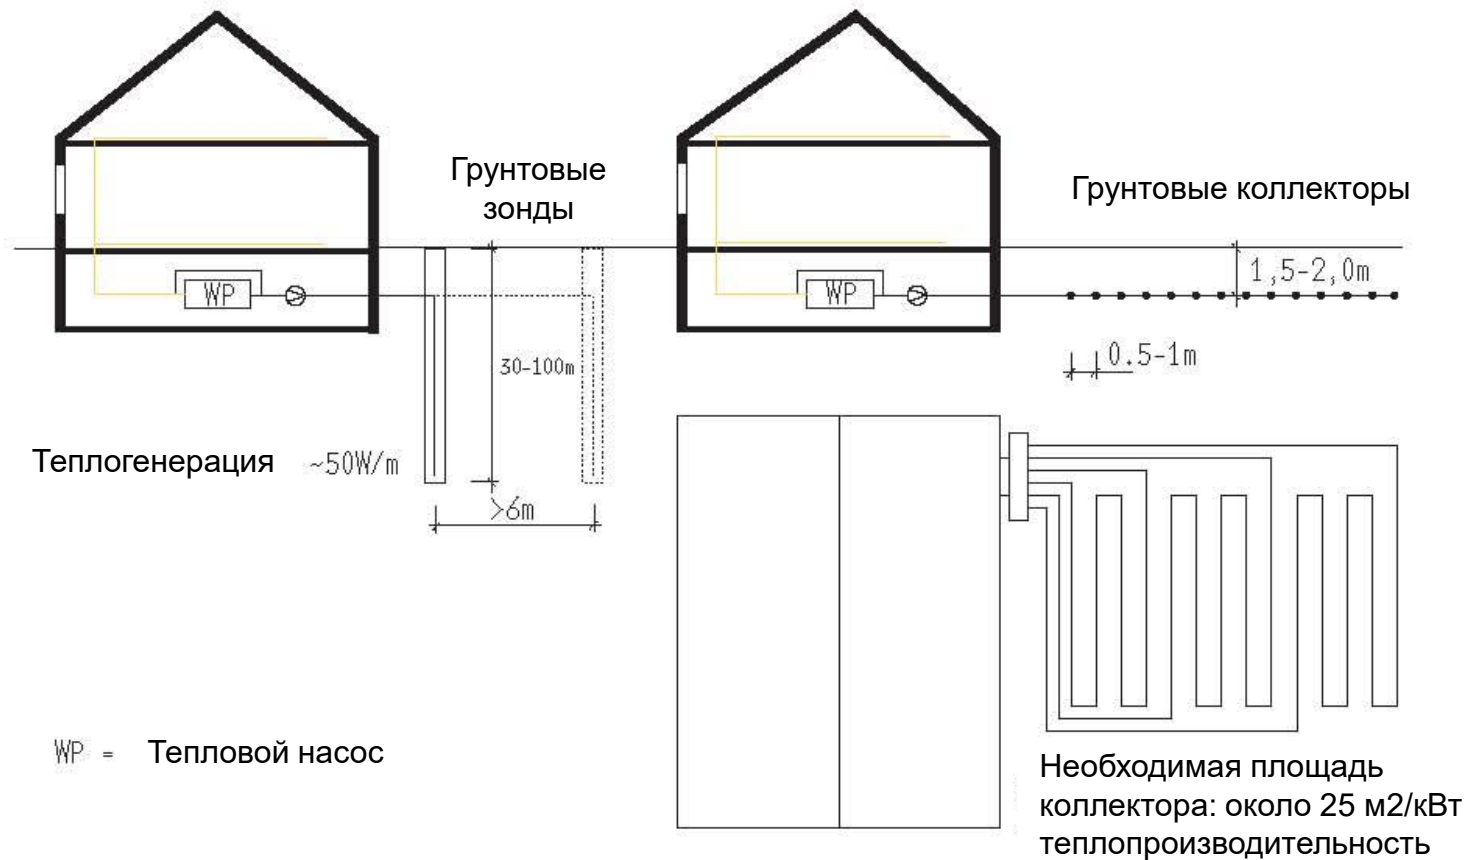 Грунтовые
зонды
Грунтовые коллекторы
WP
WP
1,5-2,0m
30-100m
0.5-1m
Теплогенерация ~50W/m
>6m
WP = Тепловой насос
Необходимая площадь
коллектора: около 25 м2/кВт
теплопроизводительность